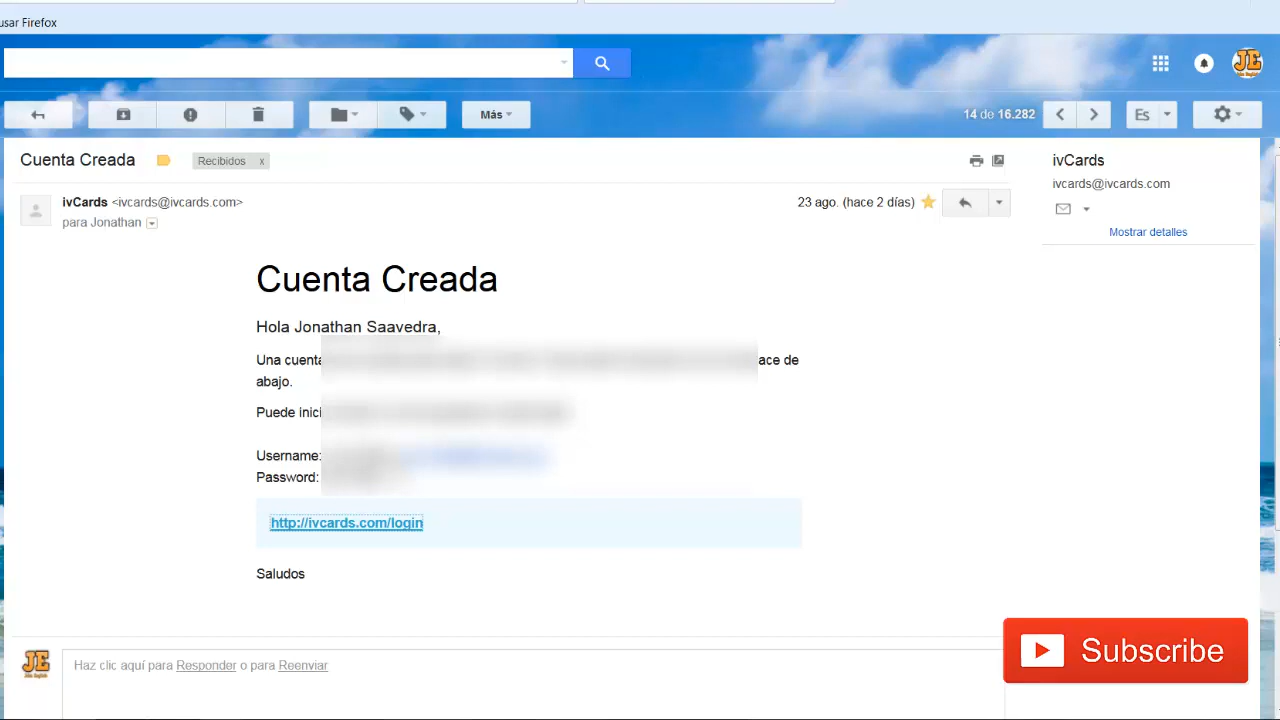 usar Firefox
JE
Más
14 de 16.282
Es
Cuenta Creada
Recibidos x
ivCards
ivcards@ivcards.com
ivCards <ivcards@ivcards.com>
23 ago. (hace 2 días)
para Jonathan
Mostrar detalles
Cuenta Creada
Hola Jonathan Saavedra,
Una cuenta ace de
abajo.
Puede inici
Username:
Password:
http://ivcards.com/login
Saludos
JE
Haz clic aquí para Responder o para Reenviar
Subscribe